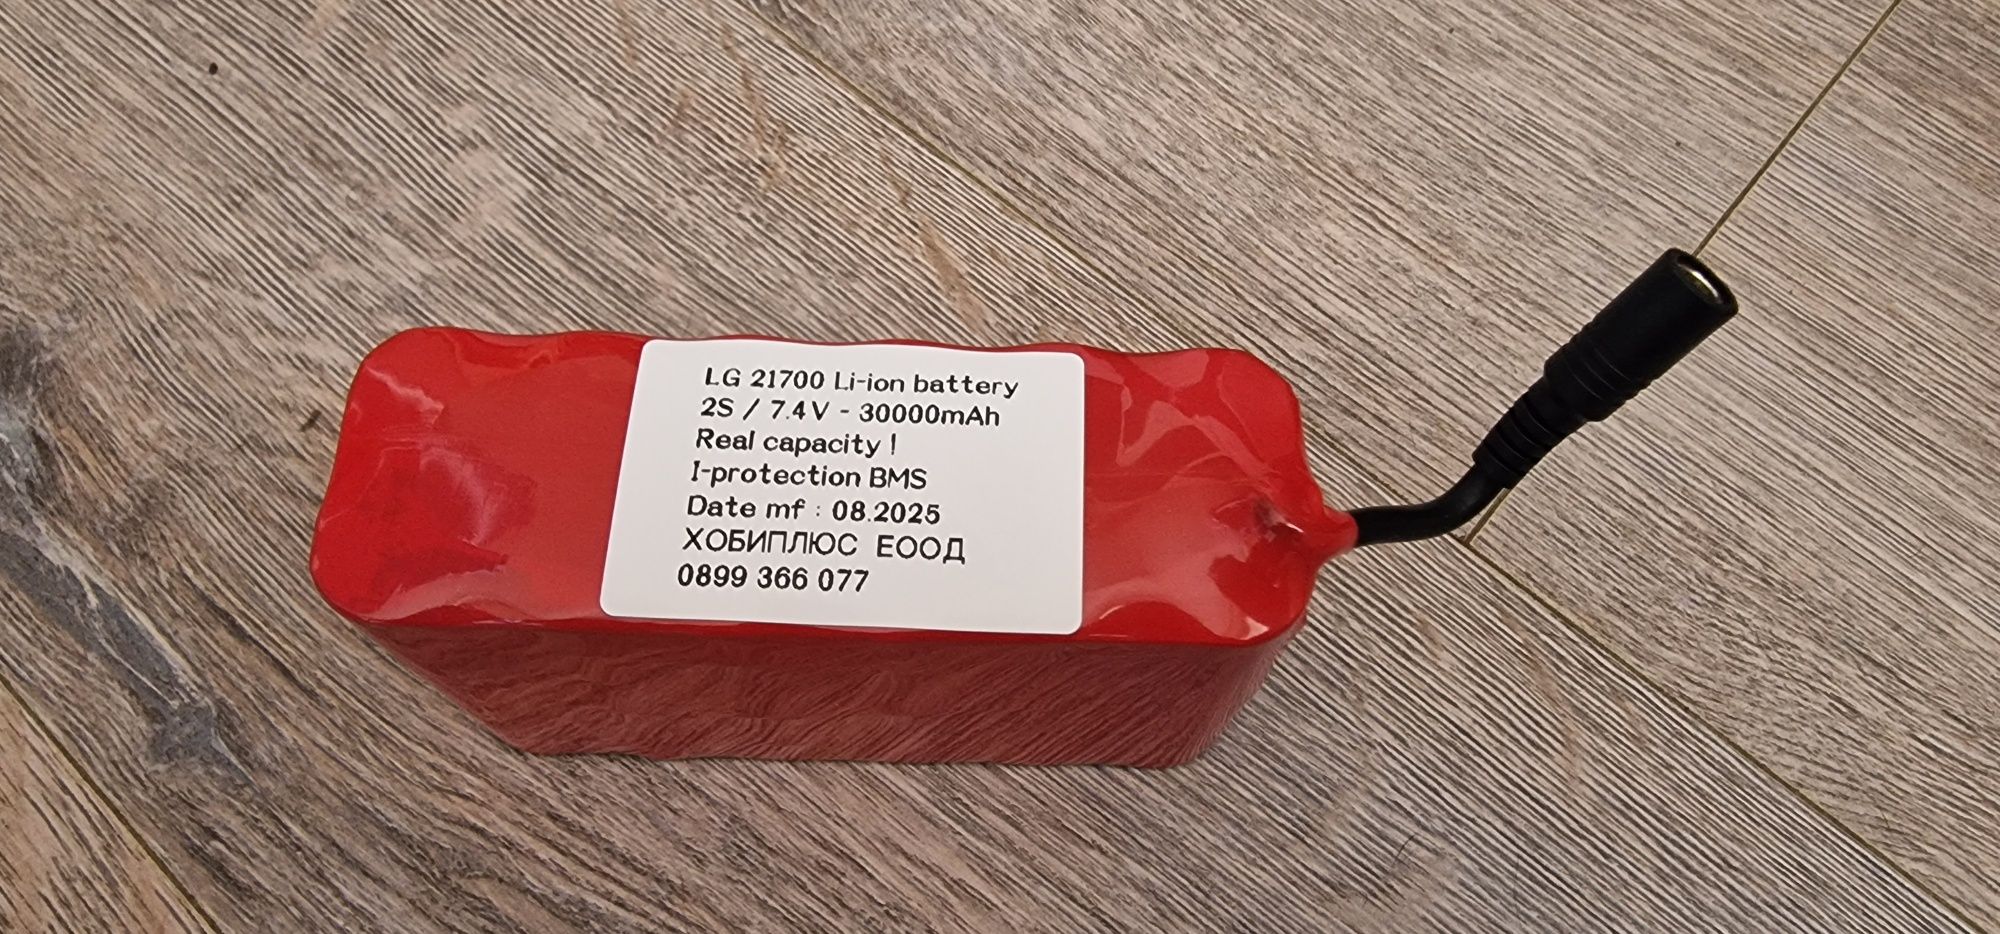 LG 21700 Li-ion battery
2S / 7.4V - 30000mAh
Real capacity !
I-protection BMS
Date mf : 08.2025
ХОБИПЛЮС ЕООД
0899 366 077